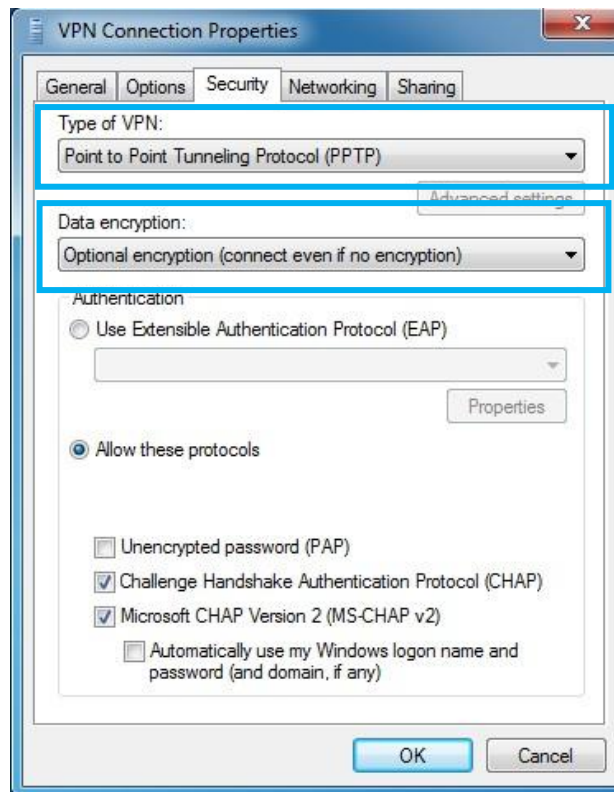 VPN Connection Properties
General Options Security Networking Sharing
Type of VPN:
Point to Point Tunneling Protocol (PPTP)
Advanced settings
Data encryption:
Optional encryption (connect even if no encryption)
Authentication
Use Extensible Authentication Protocol (EAP)
Properties
Allow these protocols
Unencrypted password (PAP)
Challenge Handshake Authentication Protocol (CHAP)
Microsoft CHAP Version 2 (MS-CHAP v2)
Automatically use my Windows logon name and
password (and domain, if any)
OK Cancel